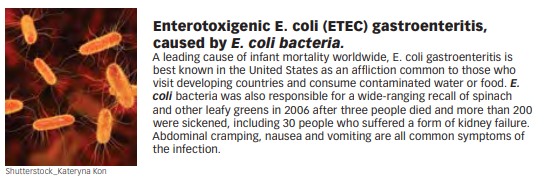 Enterotoxigenic E. coli (ETEC) gastroenteritis,
caused by E. coli bacteria.
A leading cause of infant mortality worldwide, E. coli gastroenteritis is
best known in the United States as an affliction common to those who
visit developing countries and consume contaminated water or food. E.
coli bacteria was also responsible for a wide-ranging recall of spinach
and other leafy greens in 2006 after three people died and more than 200
were sickened, including 30 people who suffered a form of kidney failure.
Abdominal cramping, nausea and vomiting are all common symptoms of
the infection.
Shutterstock_Kateryna Kon